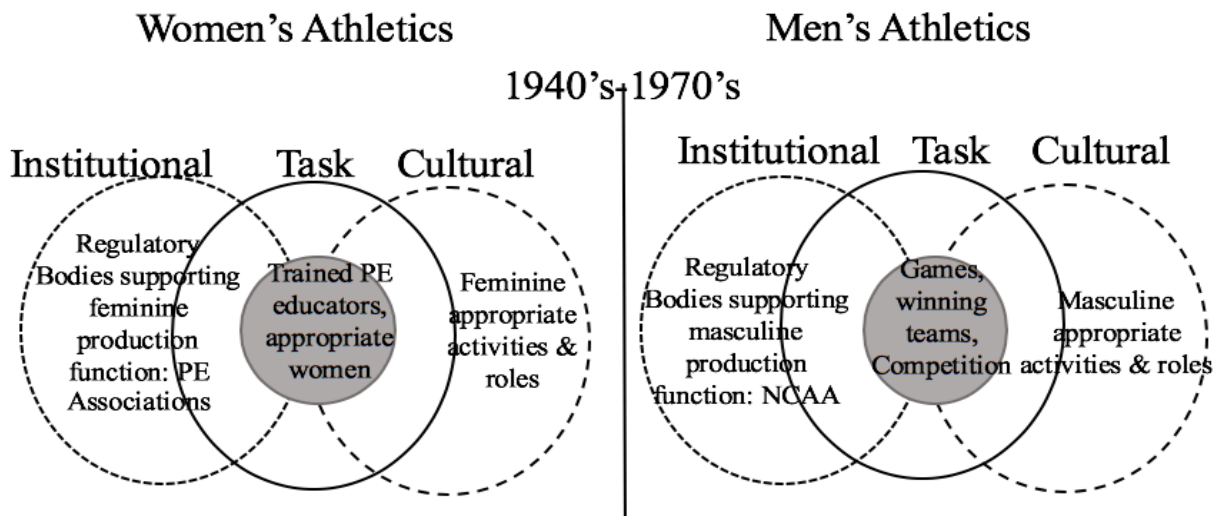 Women's Athletics
Men's Athletics
1940's-1970's
Institutional
Task
Cultural
Regulatory
Bodies supporting
feminine
production
function: PE
Associations
Trained PE
educators,
appropriate
women
Feminine
appropriate
activities &
roles
Institutional
Task
Cultural
Regulatory
Bodies supporting
masculine
production
function: NCAA
Games,
winning
teams,
Competition
Masculine
appropriate
activities & roles